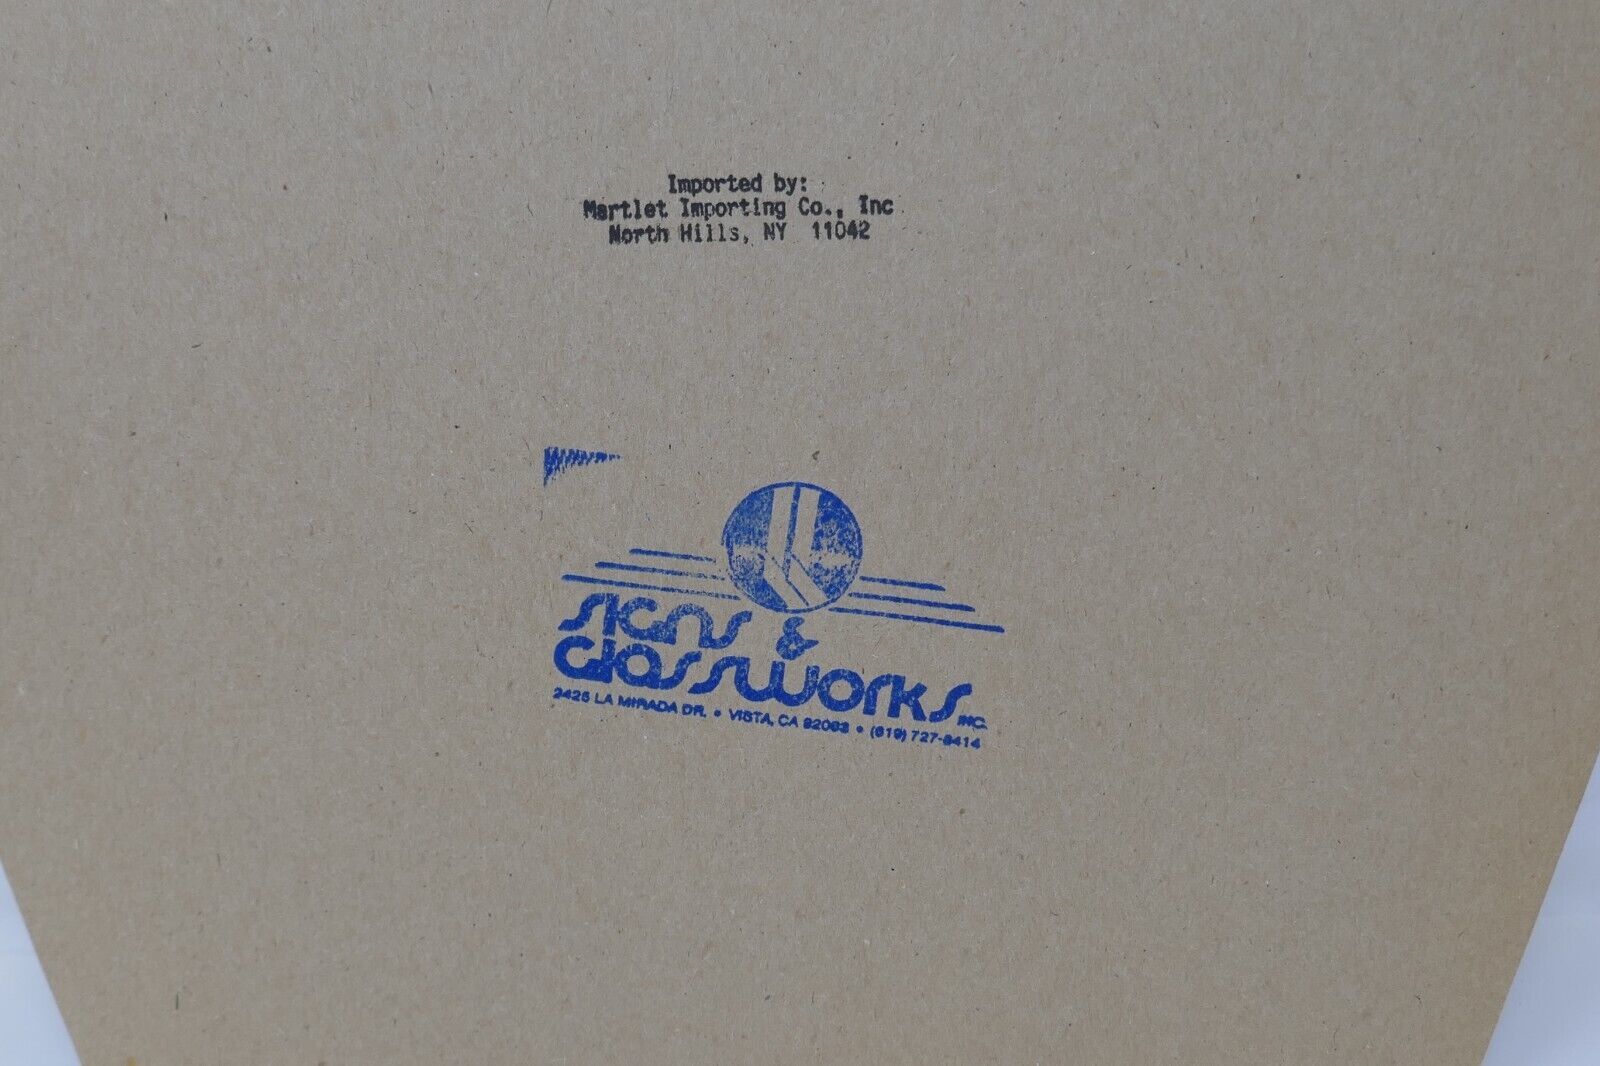 Imported by:
Martlet Importing Co., Inc
North Hills, NY 11042
SIGNS &
GlassWorks INC.
2425 LA MIRADA DR. • VISTA, CA 92083 • (619) 727-8414